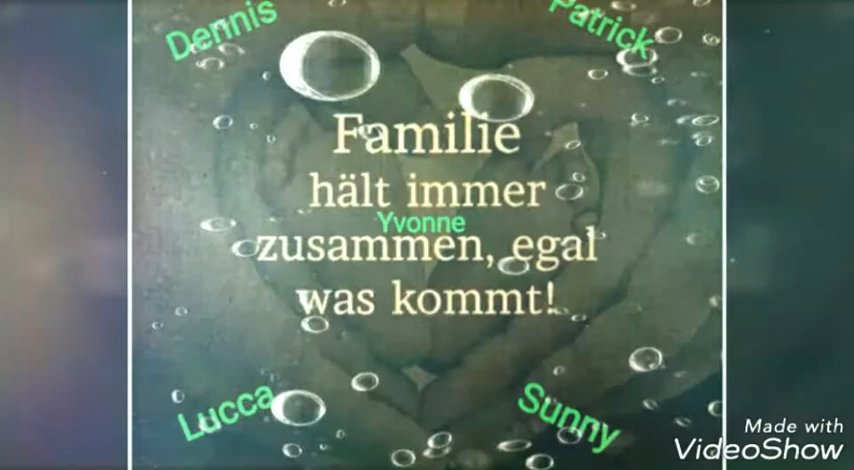 Dennis
Patrick
Familie
hält immer
Yvonne
zusammen, egal
was kommt!
Lucca
Sunny
Made with
VideoShow